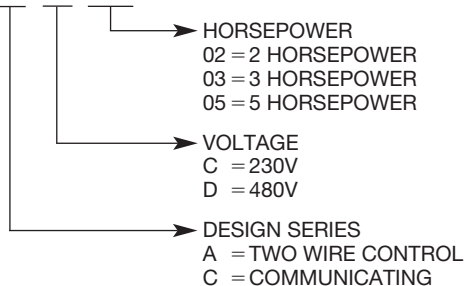 HORSEPOWER
02 = 2 HORSEPOWER
03 = 3 HORSEPOWER
05 = 5 HORSEPOWER
VOLTAGE
C = 230V
D = 480V
DESIGN SERIES
A = TWO WIRE CONTROL
C = COMMUNICATING